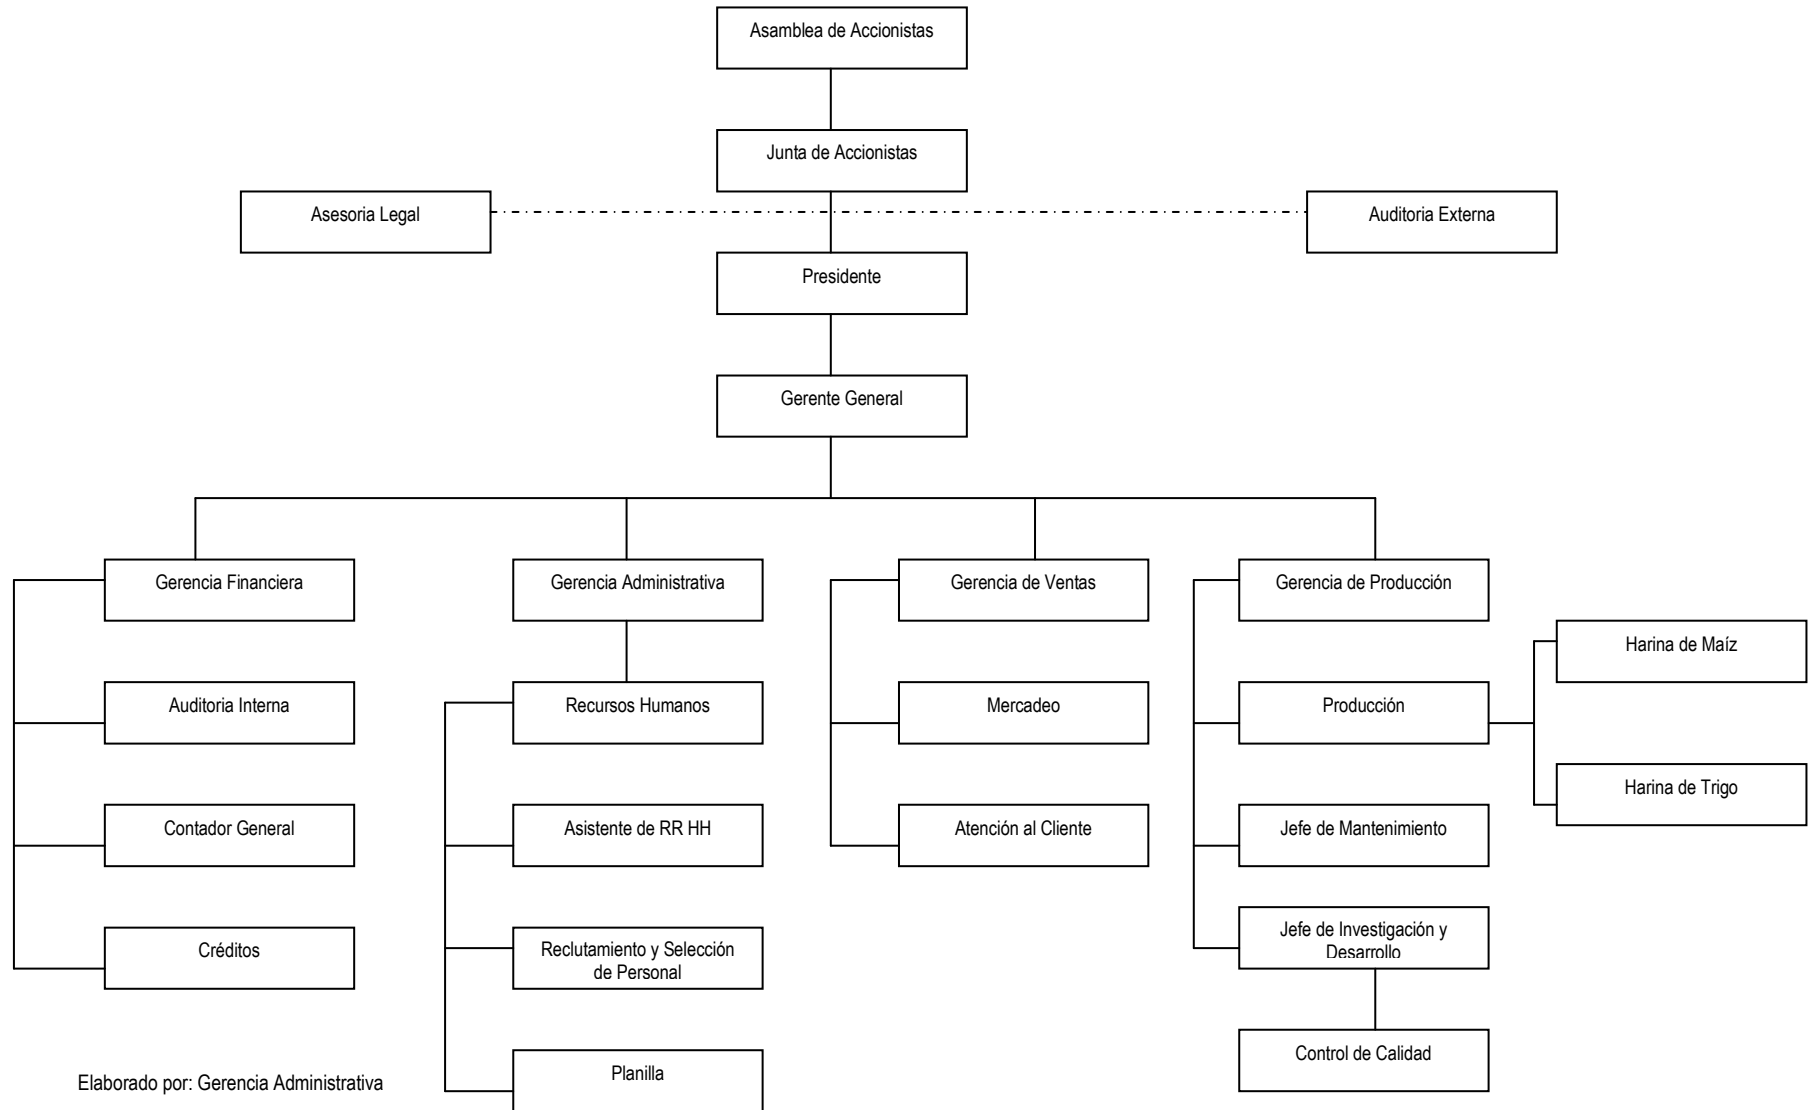 Asamblea de Accionistas
Junta de Accionistas
Asesoria Legal
Auditoria Externa
Presidente
Gerente General
Gerencia Financiera
Gerencia Administrativa
Gerencia de Ventas
Gerencia de Producción
Harina de Maíz
Auditoria Interna
Recursos Humanos
Mercadeo
Producción
Harina de Trigo
Contador General
Asistente de RR HH
Atención al Cliente
Jefe de Mantenimiento
Créditos
Reclutamiento y Selección
de Personal
Jefe de Investigación y
Desarrollo
Control de Calidad
Planilla
Elaborado por: Gerencia Administrativa